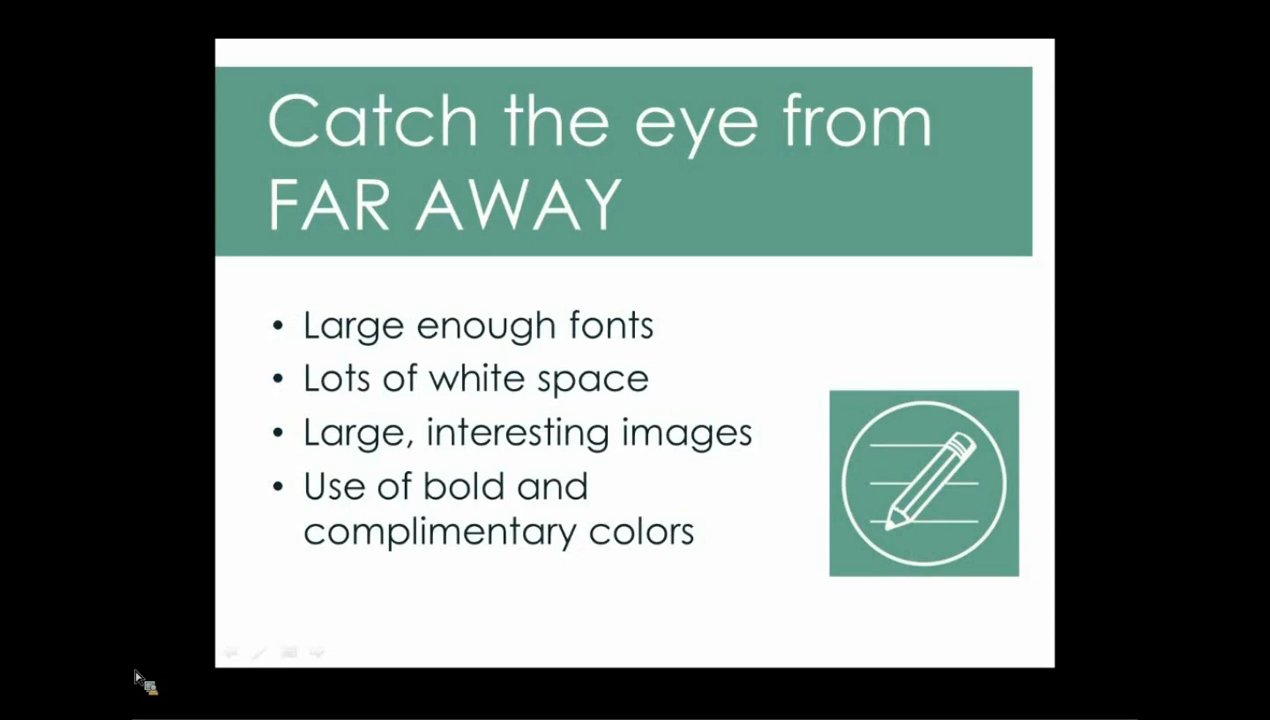 Catch the eye from
FAR AWAY
• Large enough fonts
• Lots of white space
• Large, interesting images
• Use of bold and
complimentary colors